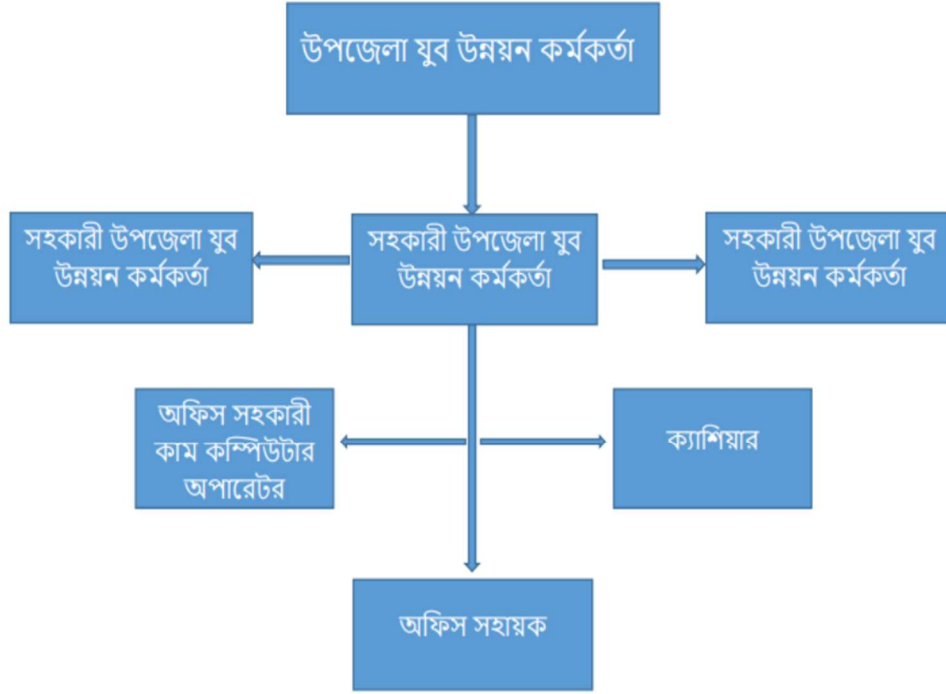 উপজেলা যুব উন্নয়ন কর্মকর্তা
সহকারী উপজেলা যুব
উন্নয়ন কর্মকর্তা
সহকারী উপজেলা যুব
উন্নয়ন কর্মকর্তা
সহকারী উপজেলা যুব
উন্নয়ন কর্মকর্তা
অফিস সহকারী
কাম কম্পিউটার
অপারেটর
ক্যাশিয়ার
অফিস সহায়ক